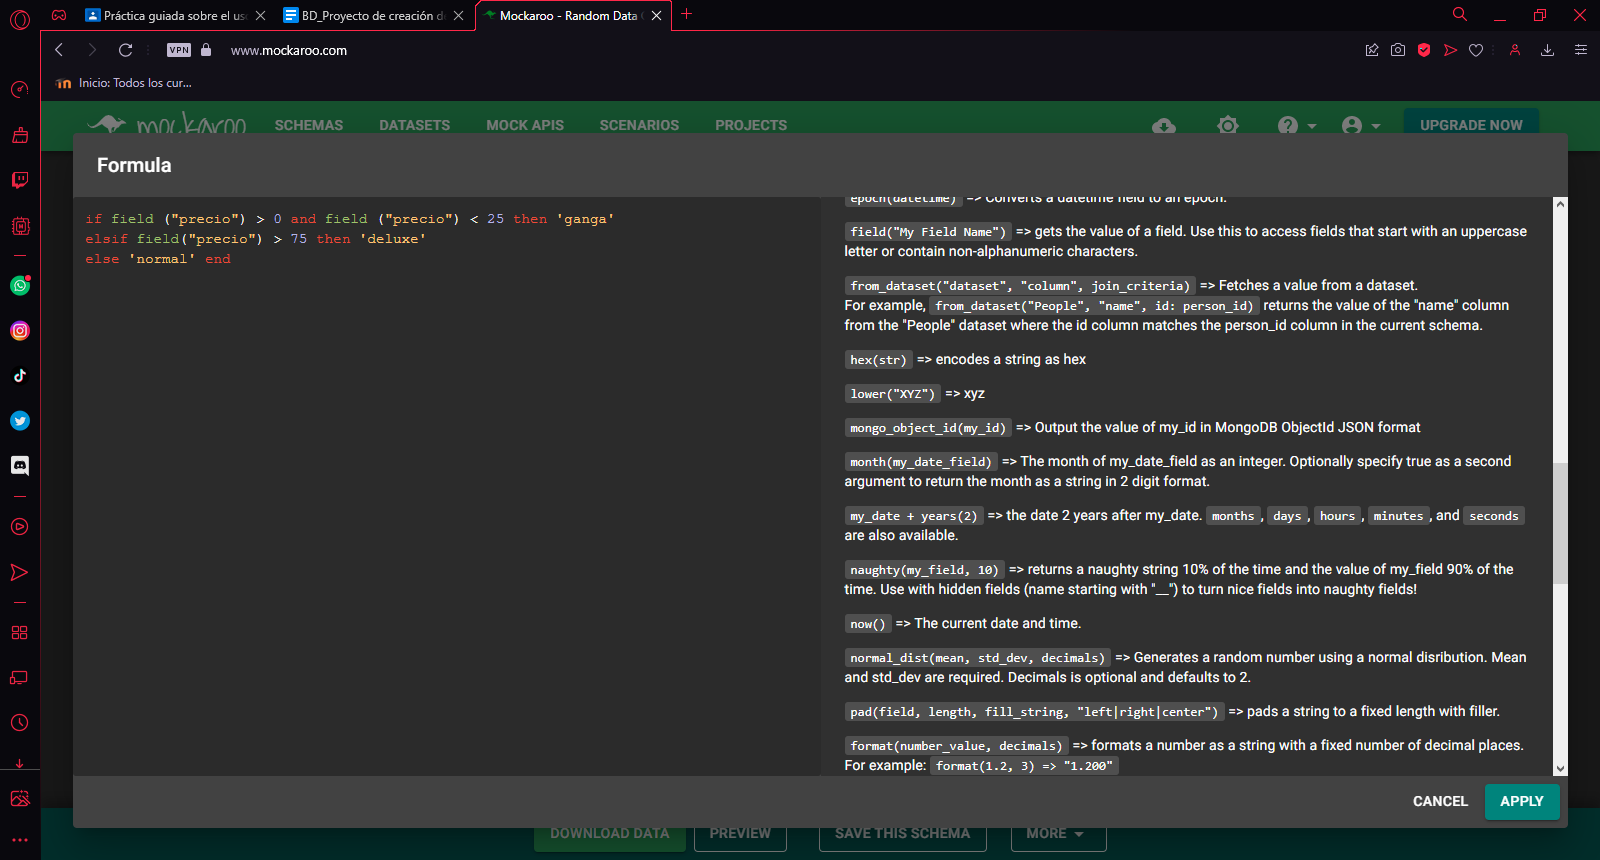 Práctica guiada sobre el us
BD_Proyecto de creación de
Mockaroo - Random Data
VPN
www.mockaroo.com
Inicio: Todos los cur...
mockaroo
SCHEMAS
DATASETS
MOCK APIS
SCENARIOS
PROJECTS
UPGRADE NOW
Formula
if field ("precio") > 0 and field ("precio") < 25 then 'ganga'
elsif field("precio") > 75 then 'deluxe'
else 'normal' end
epoch(datetime) => Converts a datetime field to an epoch.
field("My Field Name") => gets the value of a field. Use this to access fields that start with an uppercase
letter or contain non-alphanumeric characters.
from_dataset("dataset", "column", join_criteria) => Fetches a value from a dataset.
For example, from_dataset("People", "name", id: person_id) returns the value of the "name" column
from the "People" dataset where the id column matches the person_id column in the current schema.
hex(str) => encodes a string as hex
lower("XYZ") => xyz
mongo_object_id(my_id) => Output the value of my_id in MongoDB ObjectId JSON format
month(my_date_field) => The month of my_date_field as an integer. Optionally specify true as a second
argument to return the month as a string in 2 digit format.
my_date + years(2) => the date 2 years after my_date. months, days, hours, minutes, and seconds
are also available.
naughty(my_field, 10) => returns a naughty string 10% of the time and the value of my_field 90% of the
time. Use with hidden fields (name starting with "__") to turn nice fields into naughty fields!
now() => The current date and time.
normal_dist(mean, std_dev, decimals) => Generates a random number using a normal disribution. Mean
and std_dev are required. Decimals is optional and defaults to 2.
pad(field, length, fill_string, "left|right|center") => pads a string to a fixed length with filler.
format(number_value, decimals) => formats a number as a string with a fixed number of decimal places.
For example: format(1.2, 3) => "1.200"
CANCEL
APPLY
DOWNLOAD DATA
PREVIEW
SAVE THIS SCHEMA
MORE